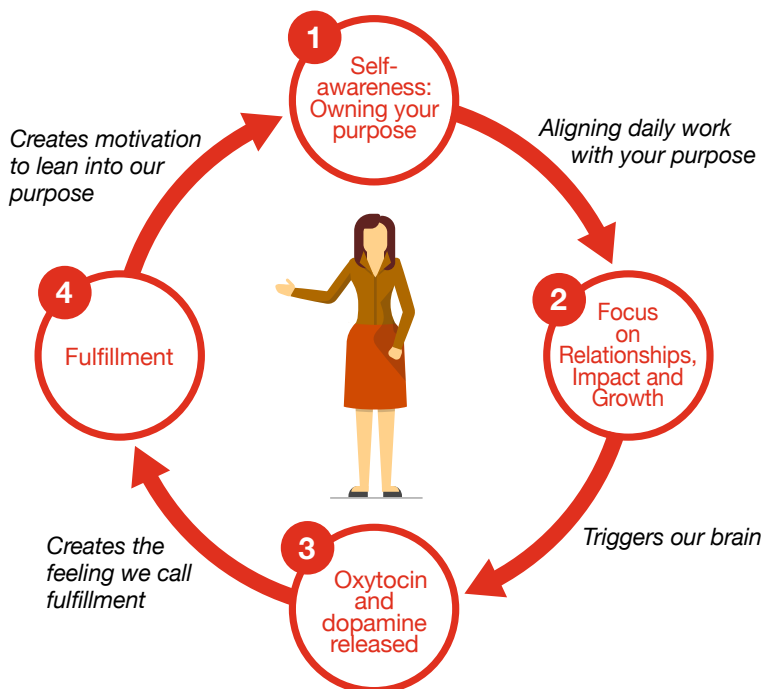 1
Self-
awareness:
Owning your
purpose
Aligning daily work
with your purpose
2
Focus
on
Relationships,
Impact and
Growth
Triggers our brain
3
Oxytocin
and
dopamine
released
Creates the
feeling we call
fulfillment
4
Fulfillment
Creates motivation
to lean into our
purpose